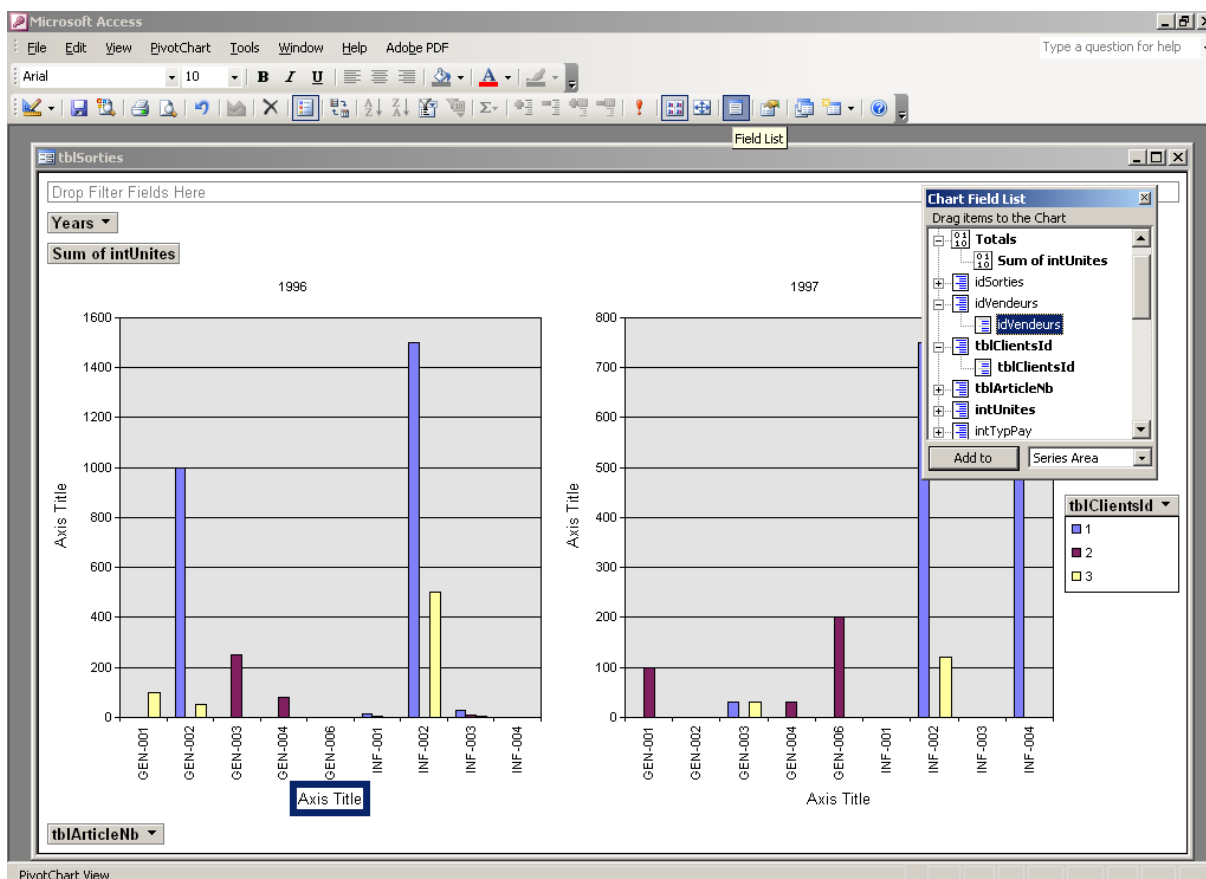 Microsoft Access
File Edit View PivotChart Tools Window Help Adobe PDF Type a question for help
Arial 10 B I U A
Field List
tblSorties
Drop Filter Fields Here
Years
Sum of intUnites
Chart Field List
Drag items to the Chart
Totals
Sum of intUnites
idSorties
idVendeurs
idVendeurs
tblClientsId
tblClientsId
tblArticleNb
intUnites
intTypPay
Add to Series Area
1996
1600
1400
1200
1000
800
600
400
200
0
Axis Title
GEN-001 GEN-002 GEN-003 GEN-004 GEN-006 INF-001 INF-002 INF-003 INF-004
Axis Title
1997
800
700
600
500
400
300
200
100
0
Axis Title
GEN-001 GEN-002 GEN-003 GEN-004 GEN-006 INF-001 INF-002 INF-003 INF-004
Axis Title
tblClientsId
1
2
3
tblArticleNb
PivotChart View